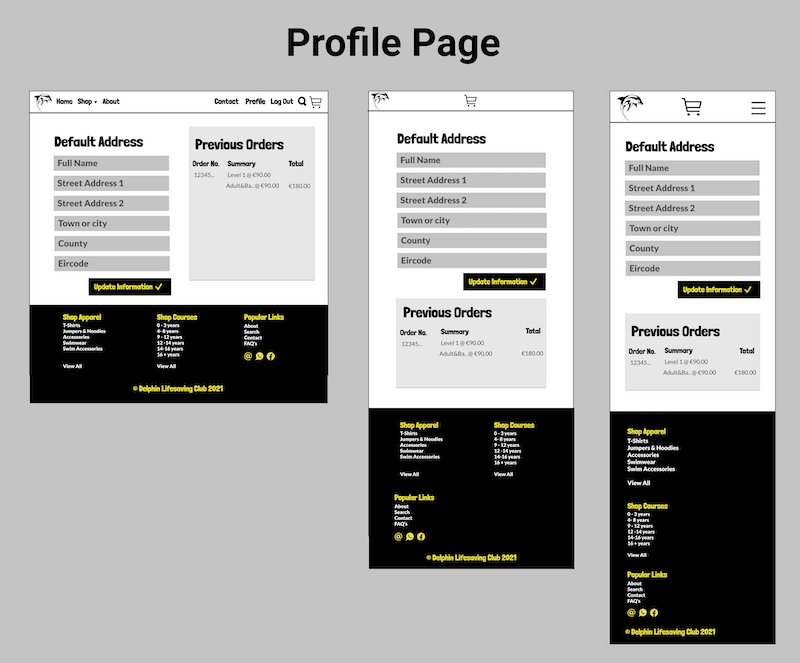 Profile Page
Home Shop About Contact Profile Log Out
Default Address
Full Name
Street Address 1
Street Address 2
Town or city
County
Eircode
Update Information
Previous Orders
Order No. Summary Total
12345... Level 1 @ €90.00
Adult&Ba.. @ €90.00 €180.00
Shop Apparel
T-Shirts
Jumpers & Hoodies
Accessories
Swimwear
Swim Accessories
View All
Shop Courses
0 - 3 years
4- 8 years
9 - 12 years
12 -14 years
14-16 years
16 + years
View All
Popular Links
About
Search
Contact
FAQ's
© Dolphin Lifesaving Club 2021
Default Address
Full Name
Street Address 1
Street Address 2
Town or city
County
Eircode
Update Information
Previous Orders
Order No. Summary Total
12345... Level 1 @ €90.00
Adult&Ba.. @ €90.00 €180.00
Shop Apparel
T-Shirts
Jumpers & Hoodies
Accessories
Swimwear
Swim Accessories
View All
Shop Courses
0 - 3 years
4- 8 years
9 - 12 years
12 -14 years
14-16 years
16 + years
View All
Popular Links
About
Search
Contact
FAQ's
© Dolphin Lifesaving Club 2021
Default Address
Full Name
Street Address 1
Street Address 2
Town or city
County
Eircode
Update Information
Previous Orders
Order No. Summary Total
12345... Level 1 @ €90.00
Adult&Ba.. @ €90.00 €180.00
Shop Apparel
T-Shirts
Jumpers & Hoodies
Accessories
Swimwear
Swim Accessories
View All
Shop Courses
0 - 3 years
4- 8 years
9 - 12 years
12 -14 years
14-16 years
16 + years
View All
Popular Links
About
Search
Contact
FAQ's
© Dolphin Lifesaving Club 2021